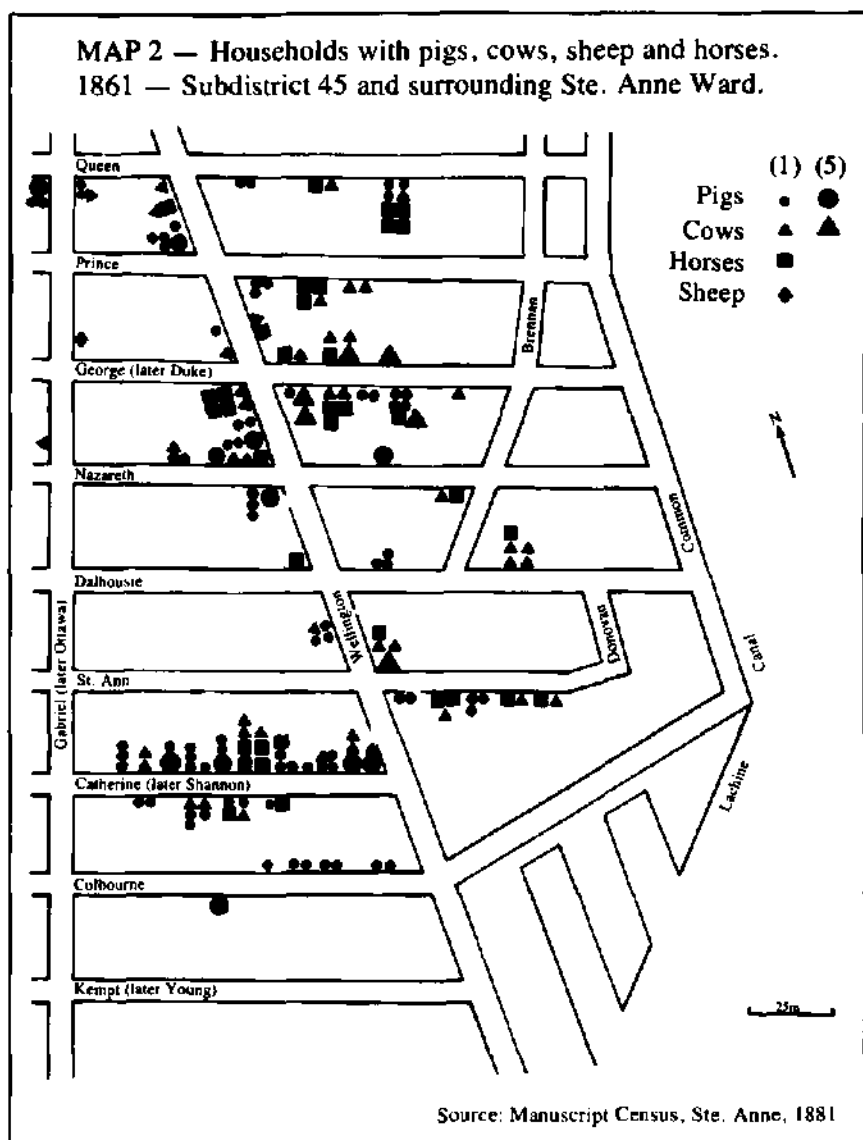 MAP 2 — Households with pigs, cows, sheep and horses.
1861 — Subdistrict 45 and surrounding Ste. Anne Ward.
Queen
(1) (5)
Pigs
Cows
Horses
Sheep
Prince
Brennan
George (later Duke)
N
Nazareth
Common
Dalhousie
Wellington
Donovan
Canal
St. Ann
Gabriel (later Ottawa)
Catherine (later Shannon)
Lachine
Colbourne
Kempt (later Young)
25m
Source: Manuscript Census, Ste. Anne, 1881